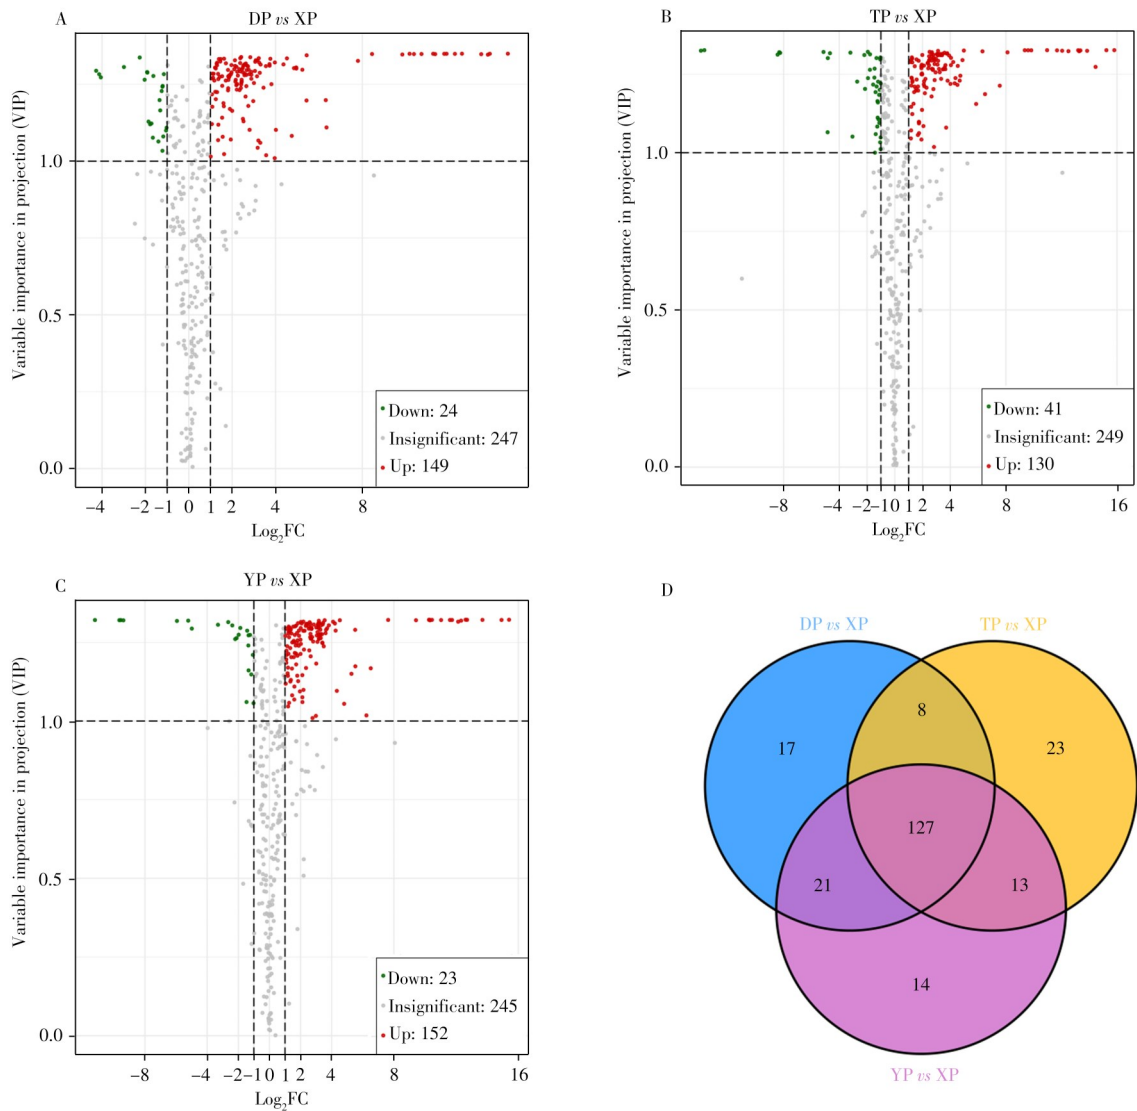 A
DP vs XP
Variable importance in projection (VIP)
1.0
0.5
0.0
Down: 24
Insignificant: 247
Up: 149
−4 −2 −1 0 1 2 4 8
Log2FC
B
TP vs XP
Variable importance in projection (VIP)
1.0
0.5
0.0
Down: 41
Insignificant: 249
Up: 130
−8 −4 −2 −1 0 1 2 4 8 16
Log2FC
C
YP vs XP
Variable importance in projection (VIP)
1.0
0.5
0.0
Down: 23
Insignificant: 245
Up: 152
−8 −4 −2 −1 0 1 2 4 8 16
Log2FC
D
DP vs XP
TP vs XP
8
17
23
127
21
13
14
YP vs XP